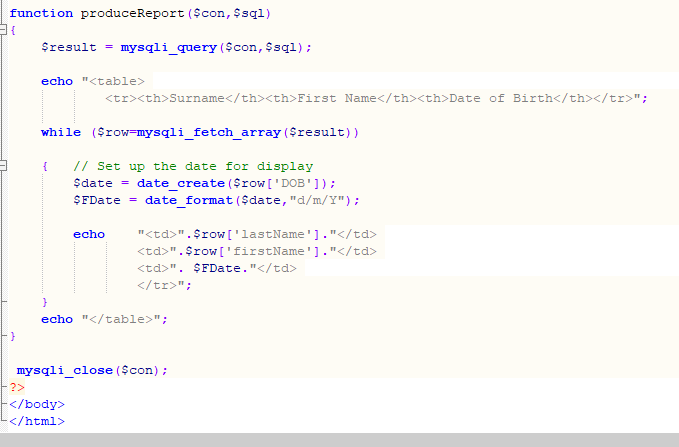 function produceReport($con,$sql)
{
$result = mysqli_query($con,$sql);
echo "<table>
<tr><th>Surname</th><th>First Name</th><th>Date of Birth</th></tr>";
while ($row=mysqli_fetch_array($result))
{ // Set up the date for display
$date = date_create($row['DOB']);
$FDate = date_format($date,"d/m/Y");
echo "<td>".$row['lastName']."</td>
<td>".$row['firstName']."</td>
<td>". $FDate."</td>
</tr>";
}
echo "</table>";
}
mysqli_close($con);
?>
</body>
</html>